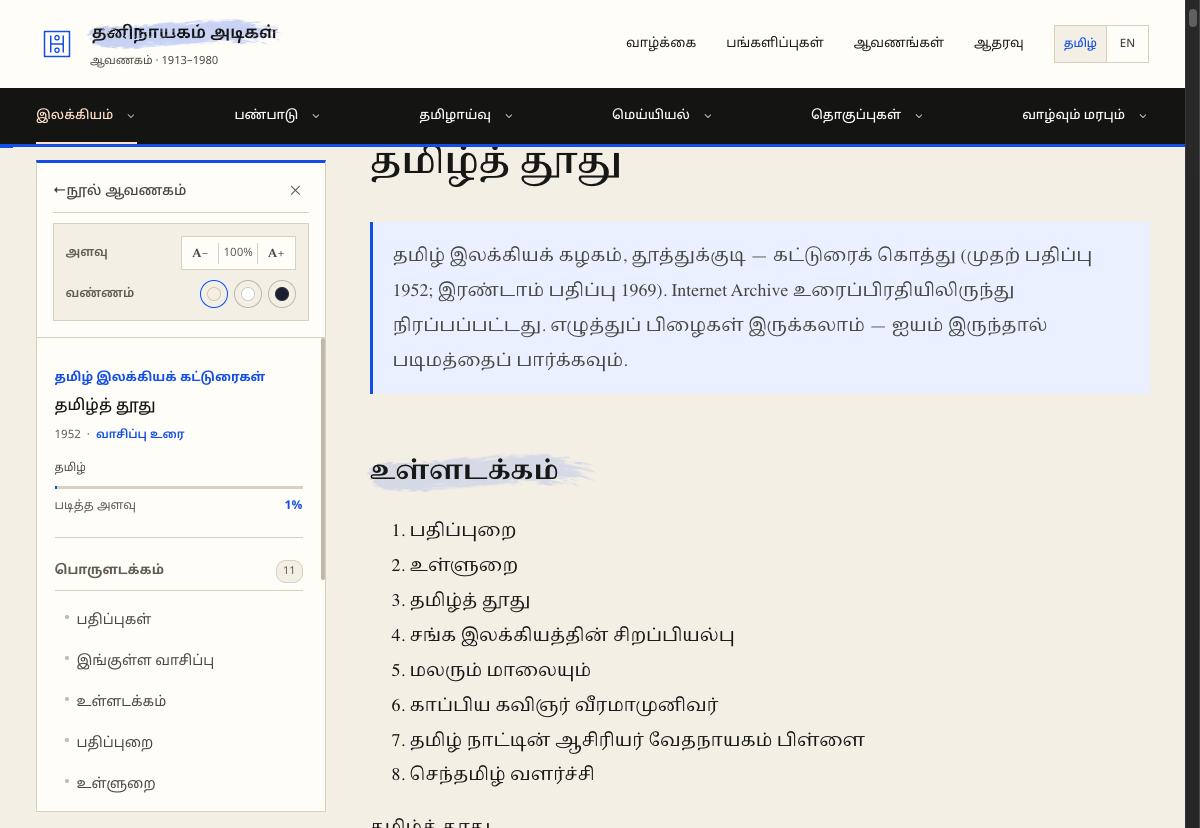 தனிநாயகம் அடிகள்
ஆவணகம் · 1913–1980
வாழ்க்கை பங்களிப்புகள் ஆவணங்கள் ஆதரவு தமிழ் EN
இலக்கியம் பண்பாடு தமிழாய்வு மெய்யியல் தொகுப்புகள் வாழ்வும் மரபும்
←நூல் ஆவணகம் ×
அளவு A− 100% A+
வண்ணம்
தமிழ் இலக்கியக் கட்டுரைகள்
தமிழ்த் தூது
1952 · வாசிப்பு உரை
தமிழ்
படித்த அளவு 1%
பொருளடக்கம் 11
பதிப்புகள்
இங்குள்ள வாசிப்பு
உள்ளடக்கம்
பதிப்புறை
உள்ளுறை
தமிழ்த் தூது
தமிழ் இலக்கியக் கழகம், தூத்துக்குடி — கட்டுரைக் கொத்து (முதற் பதிப்பு
1952; இரண்டாம் பதிப்பு 1969). Internet Archive உரைப்பிரதியிலிருந்து
நிரப்பப்பட்டது. எழுத்துப் பிழைகள் இருக்கலாம் — ஐயம் இருந்தால்
படிமத்தைப் பார்க்கவும்.
உள்ளடக்கம்
1. பதிப்புறை
2. உள்ளுறை
3. தமிழ்த் தூது
4. சங்க இலக்கியத்தின் சிறப்பியல்பு
5. மலரும் மாலையும்
6. காப்பிய கவிஞர் வீரமாமுனிவர்
7. தமிழ் நாட்டின் ஆசிரியர் வேதநாயகம் பிள்ளை
8. செந்தமிழ் வளர்ச்சி
தமிழ்த் தூது